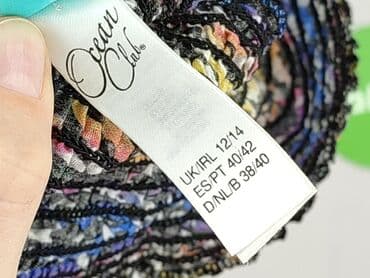 Ocean
Club®
UK/IRL 12/14
ES/PT 40/42
D/NL/B 38/40